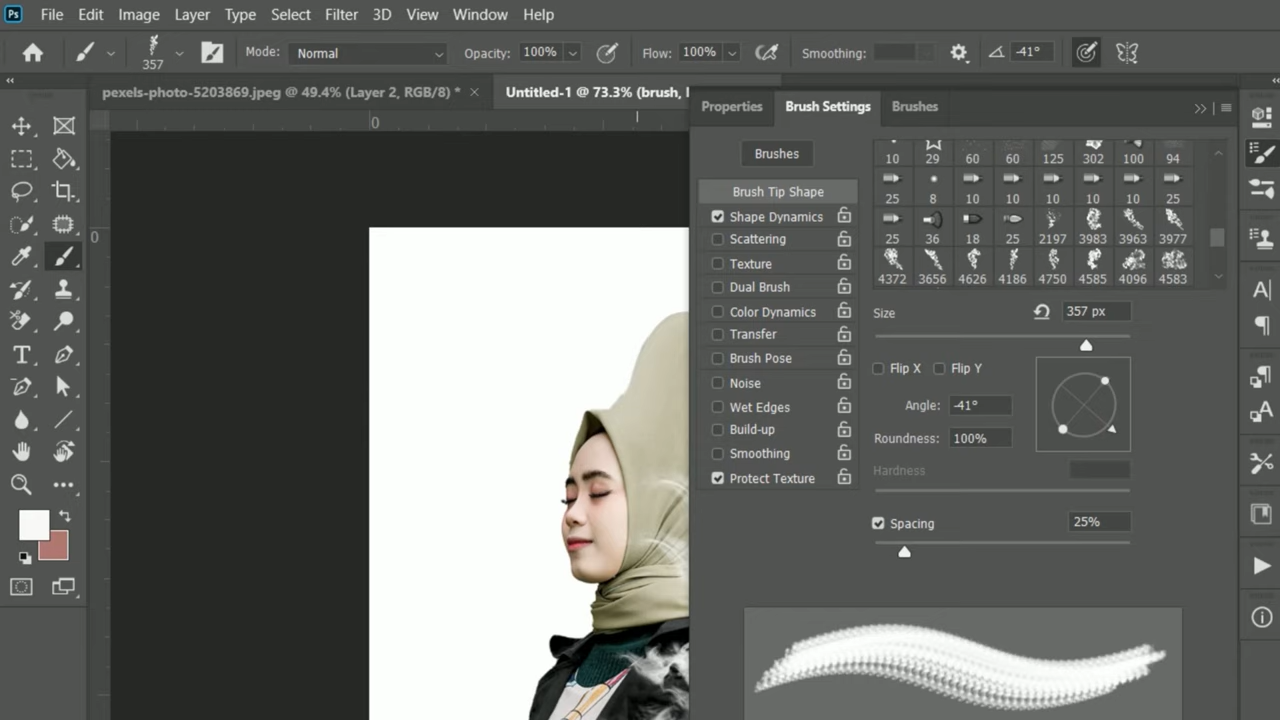 Ps File Edit Image Layer Type Select Filter 3D View Window Help
357 Mode: Normal Opacity: 100% Flow: 100% Smoothing: -41°
pexels-photo-5203869.jpeg @ 49.4% (Layer 2, RGB/8) * × Untitled-1 @ 73.3% (brush,
Properties Brush Settings Brushes
0
0
Brushes
Brush Tip Shape
Shape Dynamics
Scattering
Texture
Dual Brush
Color Dynamics
Transfer
Brush Pose
Noise
Wet Edges
Build-up
Smoothing
Protect Texture
10 29 60 60 125 302 100 94
25 8 10 10 10 10 10 25
25 36 18 25 2197 3983 3963 3977
4372 3656 4626 4186 4750 4585 4096 4583
Size 357 px
Flip X Flip Y
Angle: -41°
Roundness: 100%
Hardness
Spacing 25%